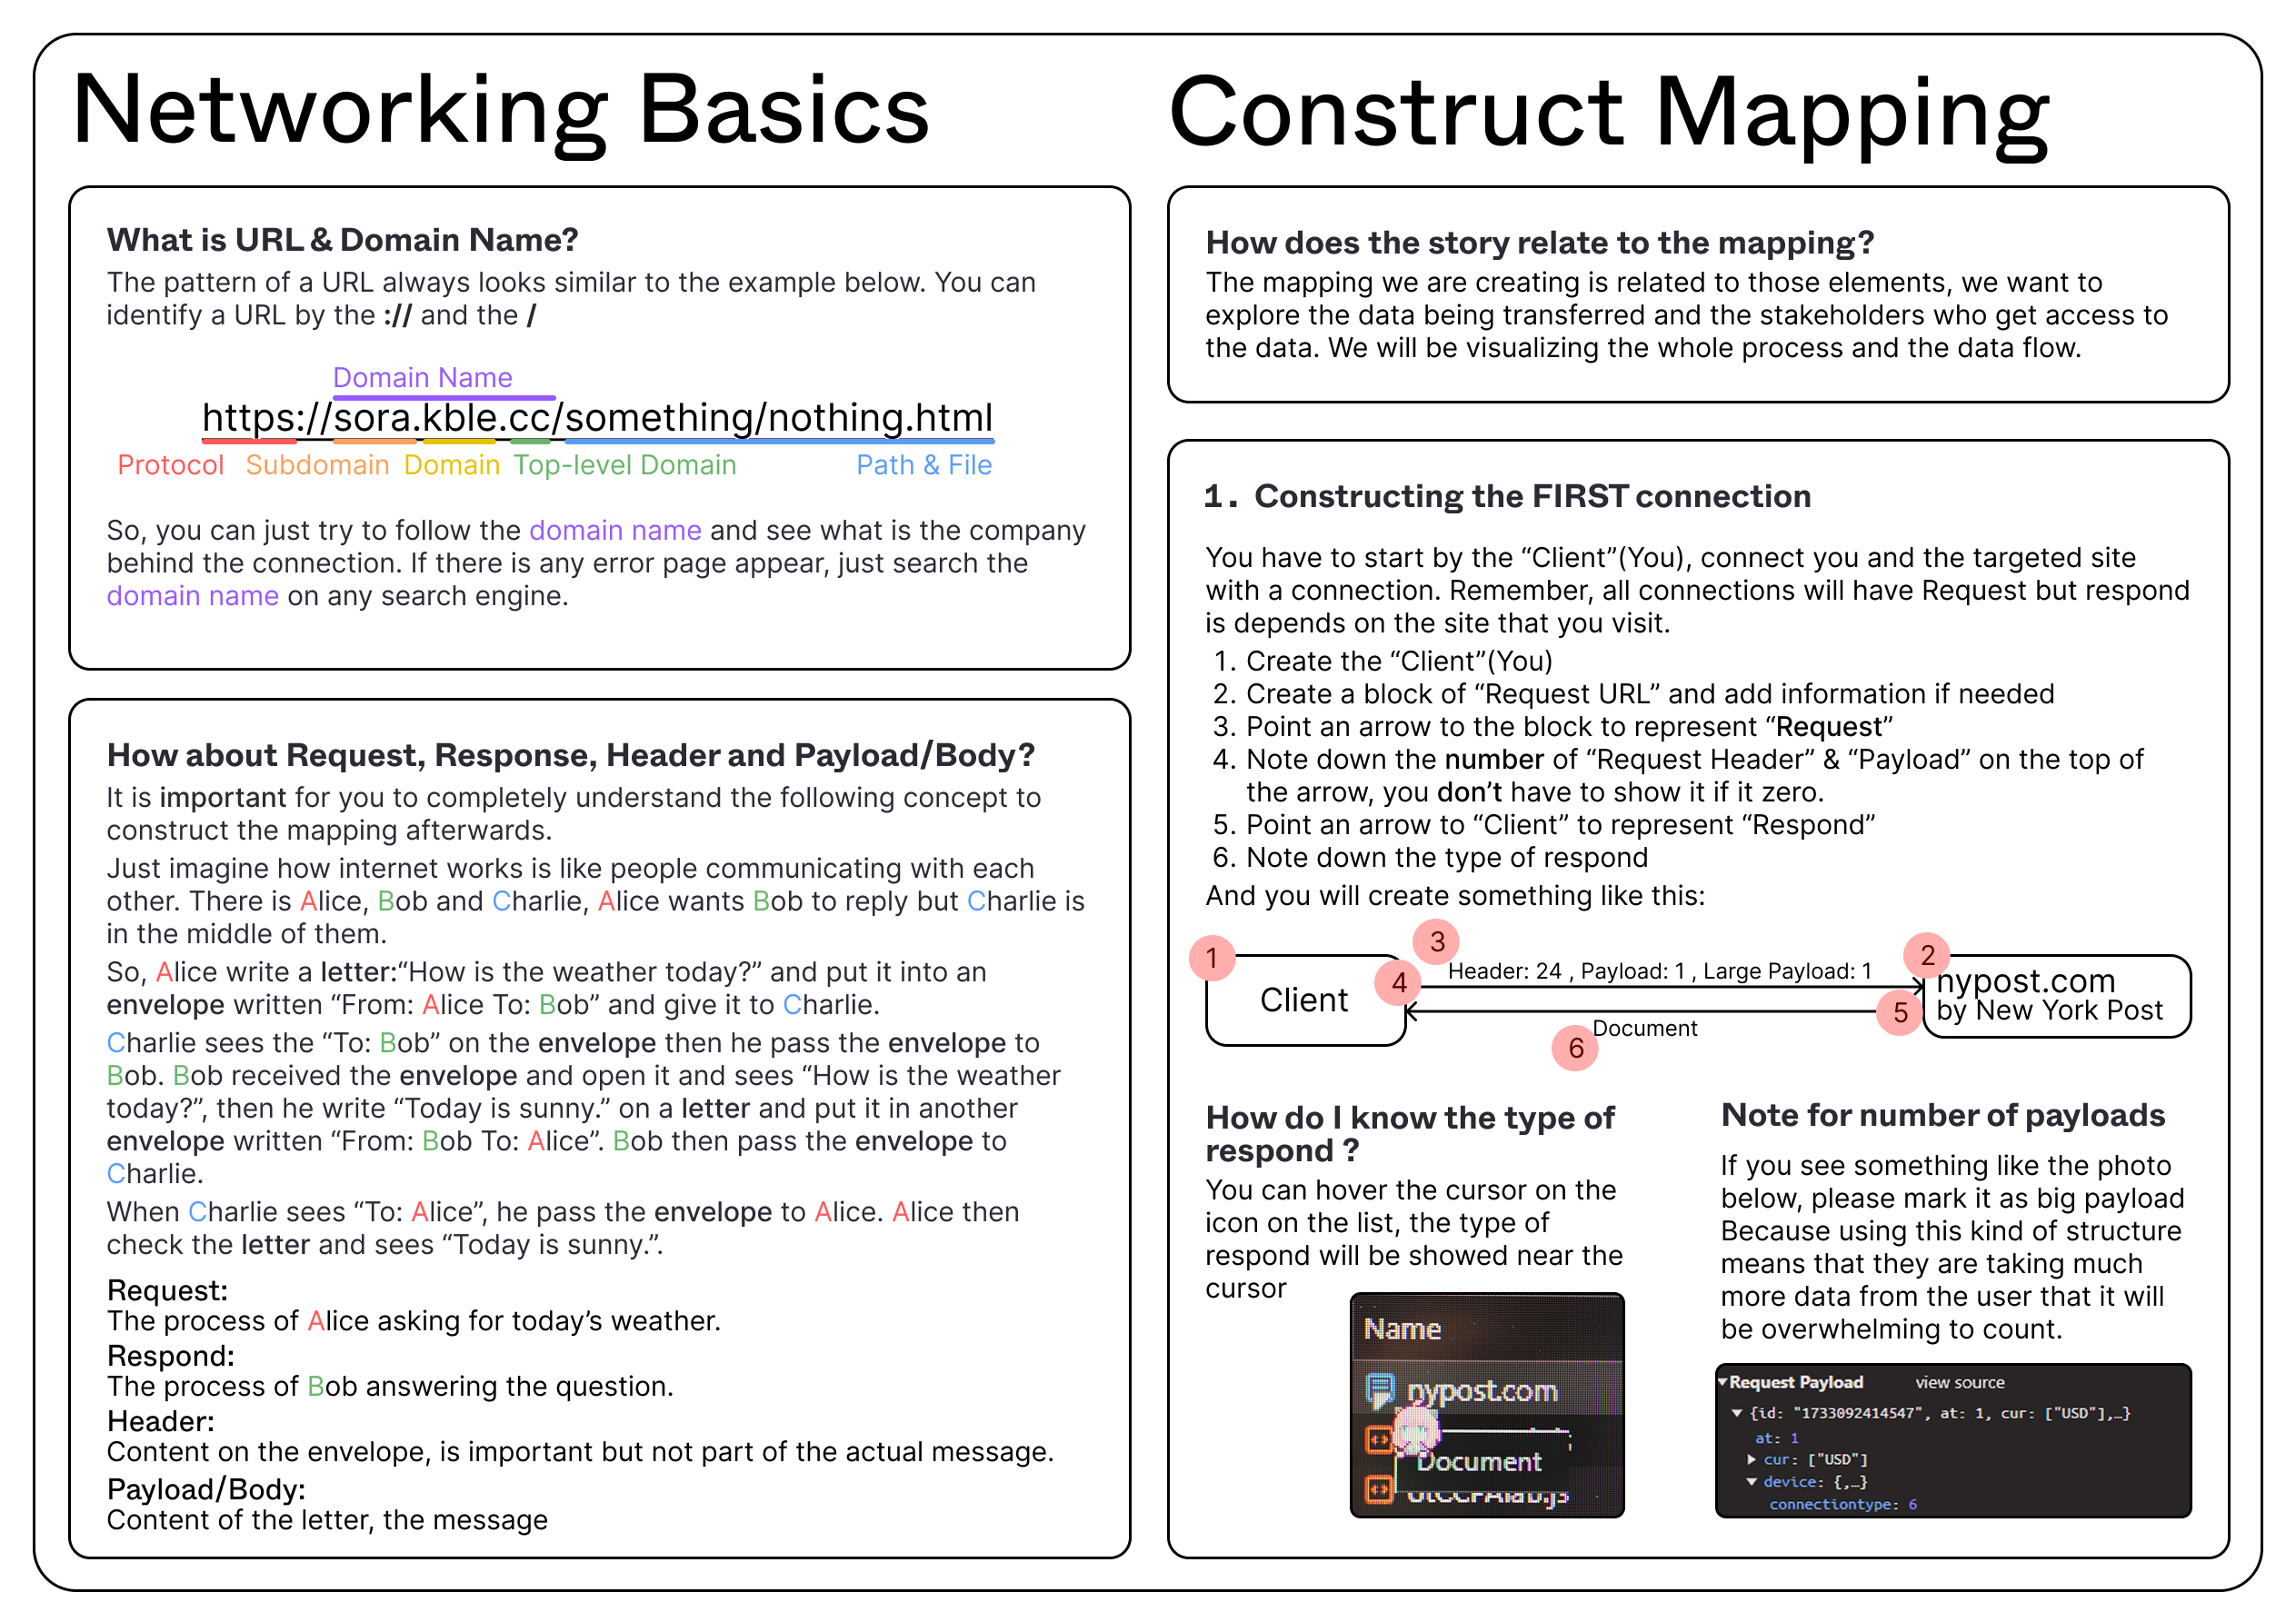 Networking Basics
What is URL & Domain Name?
The pattern of a URL always looks similar to the example below. You can
identify a URL by the :// and the /
Domain Name
https://sora.kble.cc/something/nothing.html
Protocol Subdomain Domain Top-level Domain Path & File
So, you can just try to follow the domain name and see what is the company
behind the connection. If there is any error page appear, just search the
domain name on any search engine.
How about Request, Response, Header and Payload/Body?
It is important for you to completely understand the following concept to
construct the mapping afterwards.
Just imagine how internet works is like people communicating with each
other. There is Alice, Bob and Charlie, Alice wants Bob to reply but Charlie is
in the middle of them.
So, Alice write a letter:“How is the weather today?” and put it into an
envelope written “From: Alice To: Bob” and give it to Charlie.
Charlie sees the “To: Bob” on the envelope then he pass the envelope to
Bob. Bob received the envelope and open it and sees “How is the weather
today?”, then he write “Today is sunny.” on a letter and put it in another
envelope written “From: Bob To: Alice”. Bob then pass the envelope to
Charlie.
When Charlie sees “To: Alice”, he pass the envelope to Alice. Alice then
check the letter and sees “Today is sunny.”.
Request:
The process of Alice asking for today’s weather.
Respond:
The process of Bob answering the question.
Header:
Content on the envelope, is important but not part of the actual message.
Payload/Body:
Content of the letter, the message
Construct Mapping
How does the story relate to the mapping?
The mapping we are creating is related to those elements, we want to
explore the data being transferred and the stakeholders who get access to
the data. We will be visualizing the whole process and the data flow.
1. Constructing the FIRST connection
You have to start by the “Client”(You), connect you and the targeted site
with a connection. Remember, all connections will have Request but respond
is depends on the site that you visit.
1. Create the “Client”(You)
2. Create a block of “Request URL” and add information if needed
3. Point an arrow to the block to represent “Request”
4. Note down the number of “Request Header” & “Payload” on the top of
the arrow, you don’t have to show it if it zero.
5. Point an arrow to “Client” to represent “Respond”
6. Note down the type of respond
And you will create something like this:
1
Client
3
4
Header: 24 , Payload: 1 , Large Payload: 1
2
nypost.com
by New York Post
5
Document
6
How do I know the type of
respond ?
You can hover the cursor on the
icon on the list, the type of
respond will be showed near the
cursor
Name
nypost.com
Document
Note for number of payloads
If you see something like the photo
below, please mark it as big payload
Because using this kind of structure
means that they are taking much
more data from the user that it will
be overwhelming to count.
Request Payload view source
{id: "1733092414547", at: 1, cur: ["USD"],…}
at: 1
cur: ["USD"]
device: {,…}
connectiontype: 6